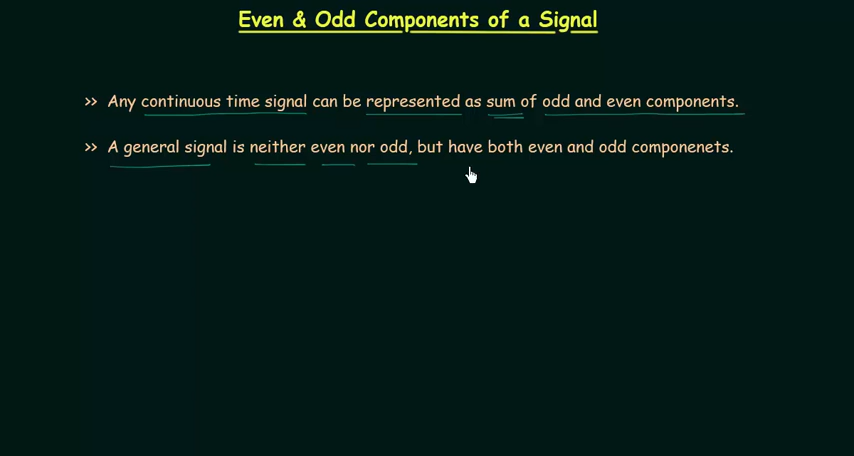 Even & Odd Components of a Signal
>> Any continuous time signal can be represented as sum of odd and even components.
>> A general signal is neither even nor odd, but have both even and odd componenets.